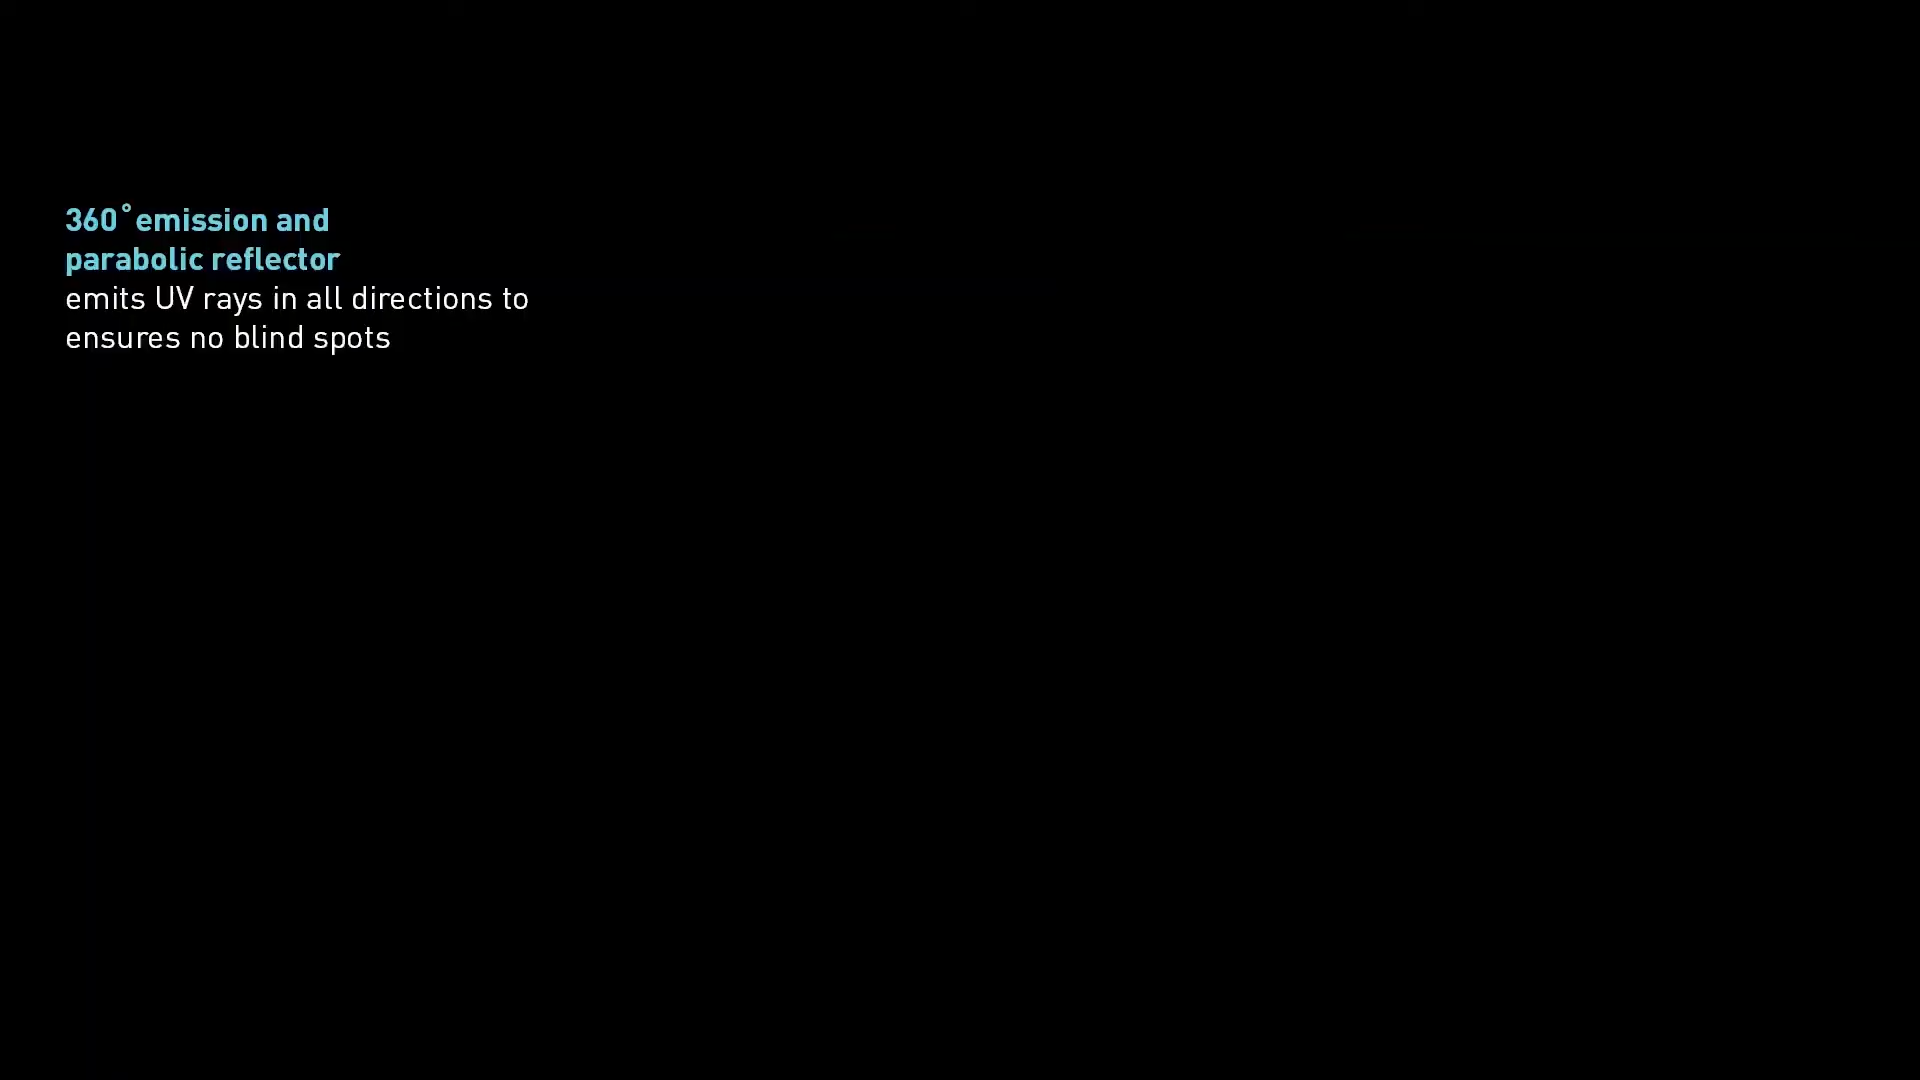 360˚emission and
parabolic reflector
emits UV rays in all directions to
ensures no blind spots